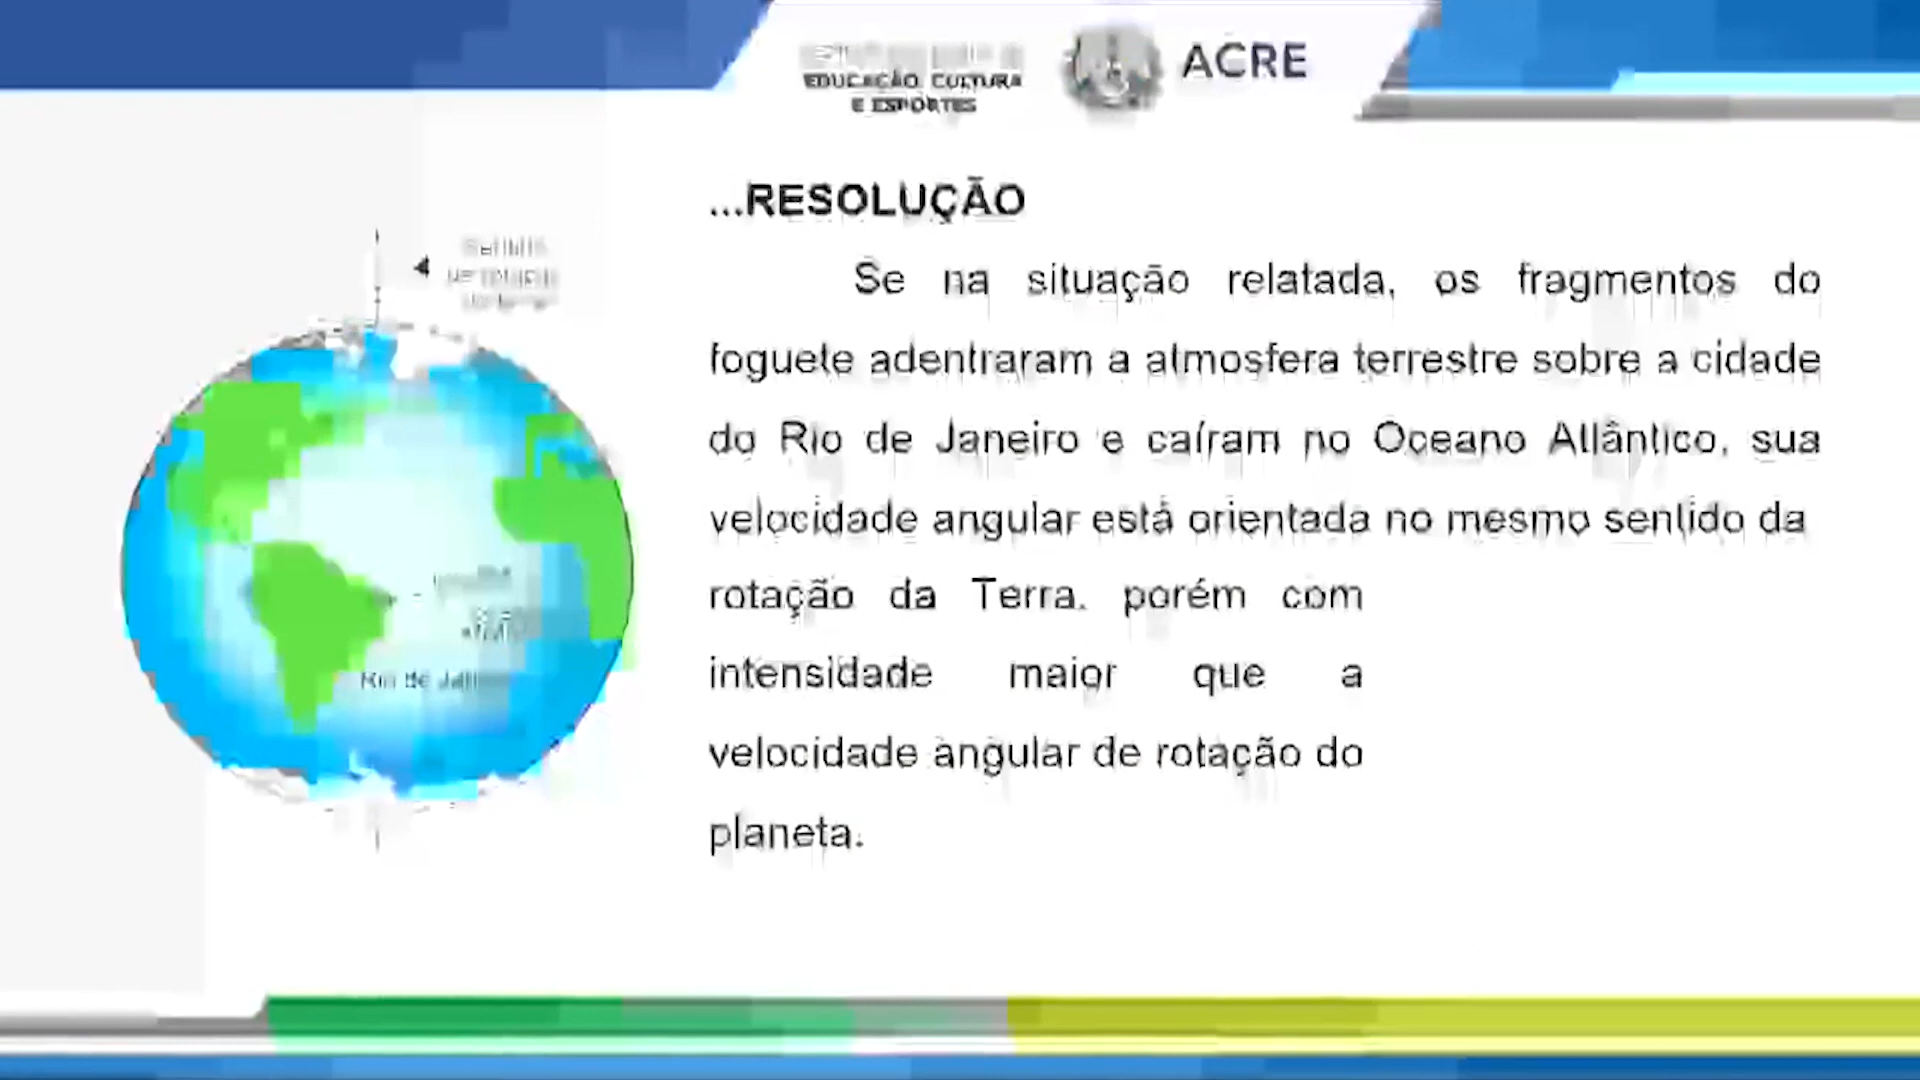 EDUCAÇÃO, CULTURA
E ESPORTES
ACRE
...RESOLUÇÃO
Se na situação relatada, os fragmentos do
foguete adentraram a atmosfera terrestre sobre a cidade
do Rio de Janeiro e caíram no Oceano Atlântico, sua
velocidade angular está orientada no mesmo sentido da
rotação da Terra, porém com
intensidade maior que a
velocidade angular de rotação do
planeta.
Rio de